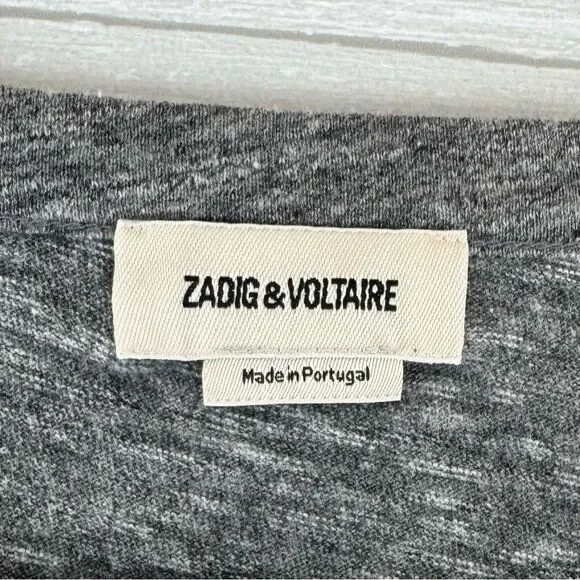 ZADIG & VOLTAIRE
Made in Portugal